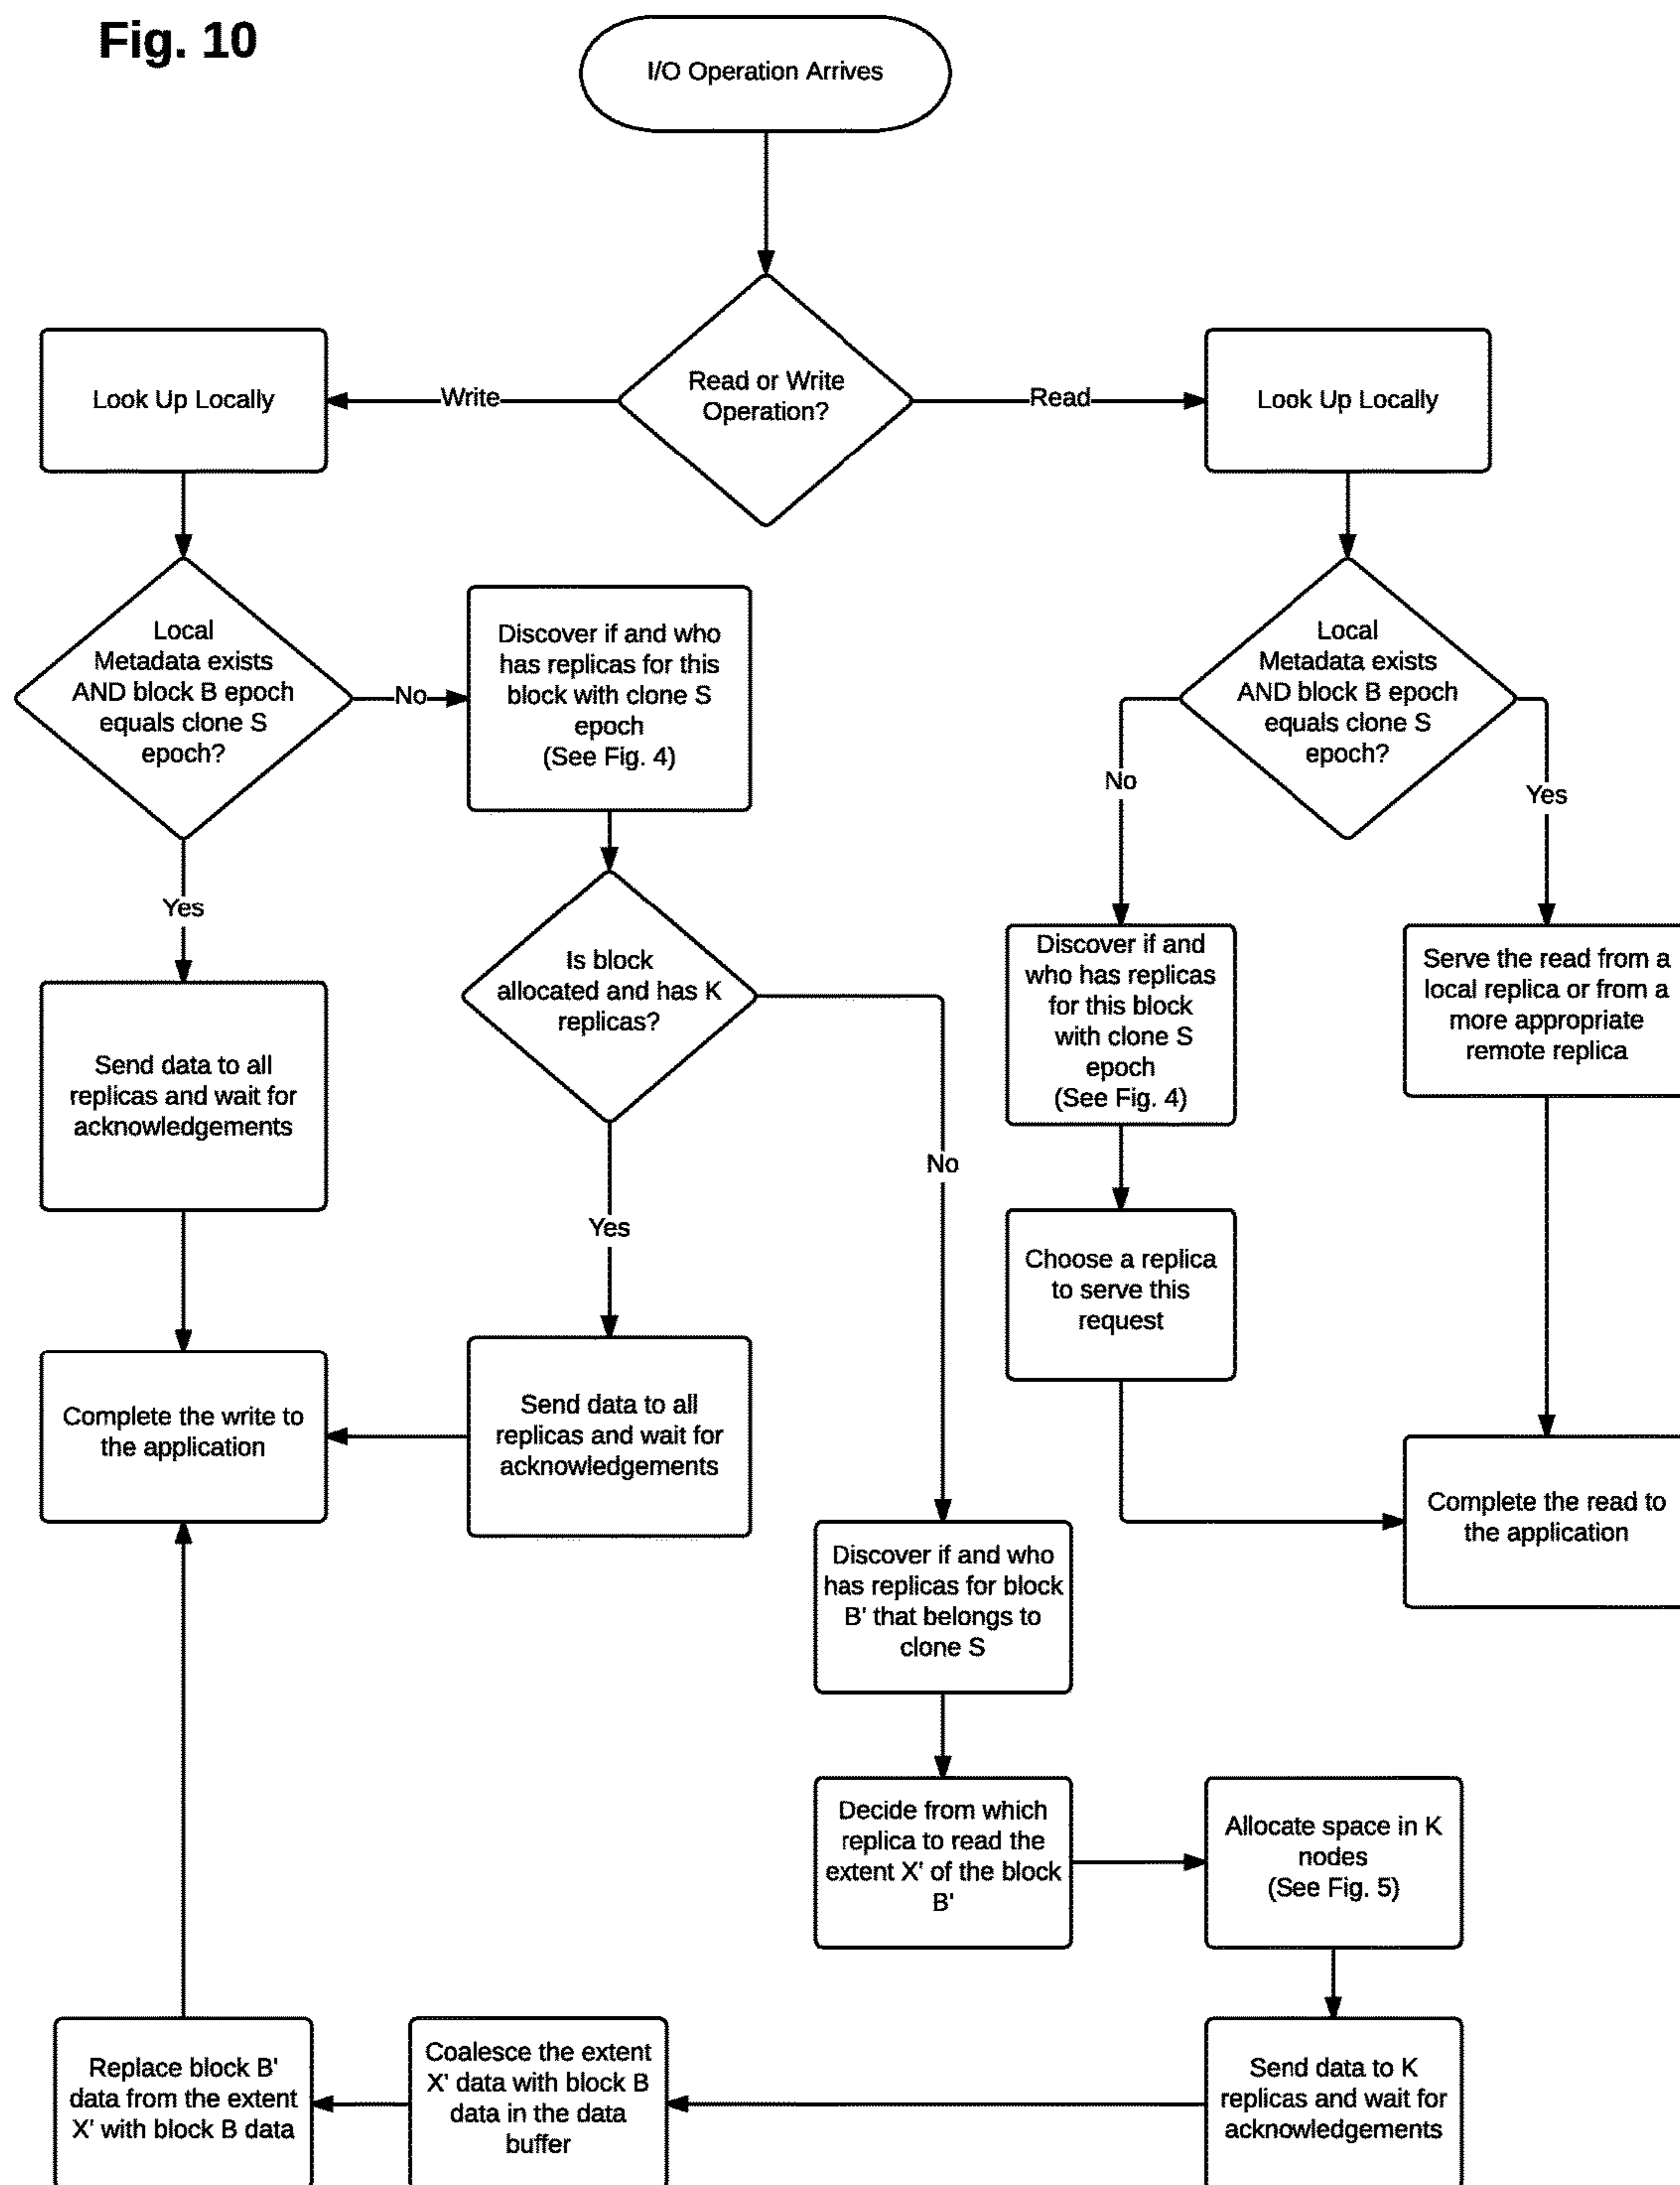 Fig. 10
I/O Operation Arrives
Read or Write
Operation?
Write
Read
Look Up Locally
Look Up Locally
Local
Metadata exists
AND block B epoch
equals clone S
epoch?
No
Discover if and who
has replicas for this
block with clone S
epoch
(See Fig. 4)
Local
Metadata exists
AND block B epoch
equals clone S
epoch?
No
Yes
Yes
Is block
allocated and has K
replicas?
Discover if and
who has replicas
for this block
with clone S
epoch
(See Fig. 4)
Serve the read from a
local replica or from a
more appropriate
remote replica
Send data to all
replicas and wait for
acknowledgements
No
Yes
Choose a replica
to serve this
request
Complete the write to
the application
Send data to all
replicas and wait for
acknowledgements
Complete the read to
the application
Discover if and who
has replicas for block
B' that belongs to
clone S
Decide from which
replica to read the
extent X' of the block
B'
Allocate space in K
nodes
(See Fig. 5)
Replace block B'
data from the extent
X' with block B data
Coalesce the extent
X' data with block B
data in the data
buffer
Send data to K
replicas and wait for
acknowledgements